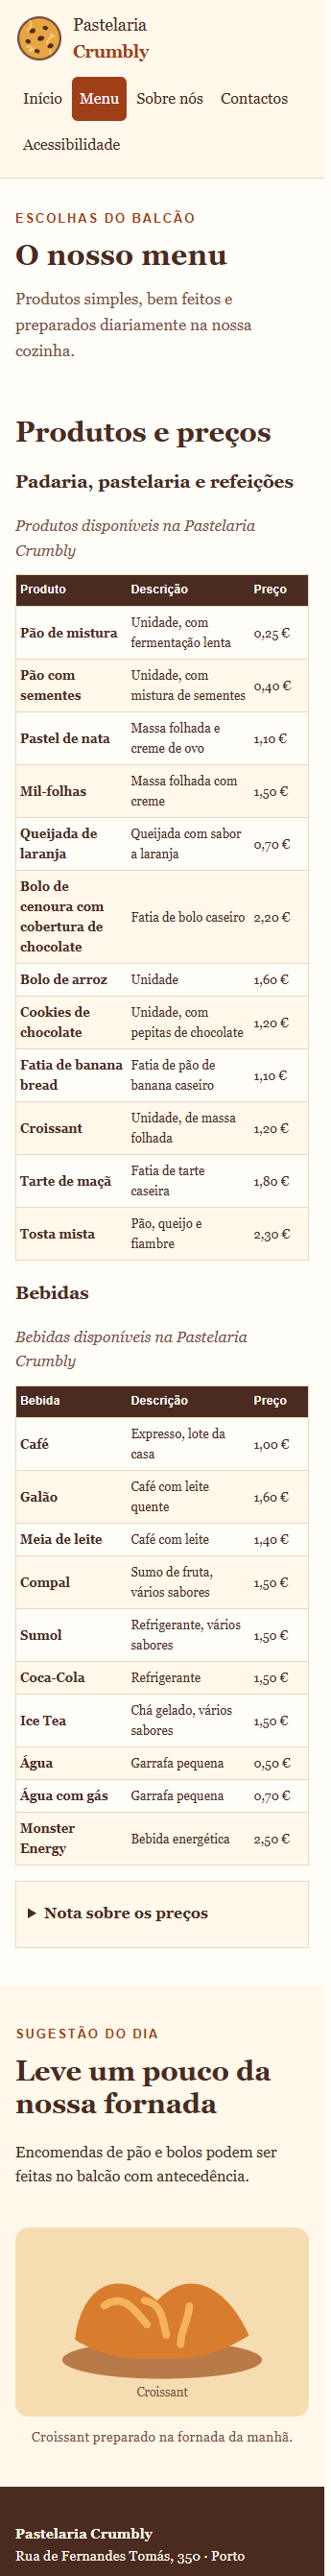 Pastelaria
Crumbly
Início Menu Sobre nós Contactos
Acessibilidade
ESCOLHAS DO BALCÃO
O nosso menu
Produtos simples, bem feitos e
preparados diariamente na nossa
cozinha.
Produtos e preços
Padaria, pastelaria e refeições
Produtos disponíveis na Pastelaria
Crumbly
Produto Descrição Preço
Pão de mistura Unidade, com fermentação lenta 0,25 €
Pão com sementes Unidade, com mistura de sementes 0,40 €
Pastel de nata Massa folhada e creme de ovo 1,10 €
Mil-folhas Massa folhada com creme 1,50 €
Queijada de laranja Queijada com sabor a laranja 0,70 €
Bolo de cenoura com cobertura de chocolate Fatia de bolo caseiro 2,20 €
Bolo de arroz Unidade 1,60 €
Cookies de chocolate Unidade, com pepitas de chocolate 1,20 €
Fatia de banana bread Fatia de pão de banana caseiro 1,10 €
Croissant Unidade, de massa folhada 1,20 €
Tarte de maçã Fatia de tarte caseira 1,80 €
Tosta mista Pão, queijo e fiambre 2,30 €
Bebidas
Bebidas disponíveis na Pastelaria
Crumbly
Bebida Descrição Preço
Café Expresso, lote da casa 1,00 €
Galão Café com leite quente 1,60 €
Meia de leite Café com leite 1,40 €
Compal Sumo de fruta, vários sabores 1,50 €
Sumol Refrigerante, vários sabores 1,50 €
Coca-Cola Refrigerante 1,50 €
Ice Tea Chá gelado, vários sabores 1,50 €
Água Garrafa pequena 0,50 €
Água com gás Garrafa pequena 0,70 €
Monster Energy Bebida energética 2,50 €
Nota sobre os preços
SUGESTÃO DO DIA
Leve um pouco da
nossa fornada
Encomendas de pão e bolos podem ser
feitas no balcão com antecedência.
Croissant
Croissant preparado na fornada da manhã.
Pastelaria Crumbly
Rua de Fernandes Tomás, 350 · Porto